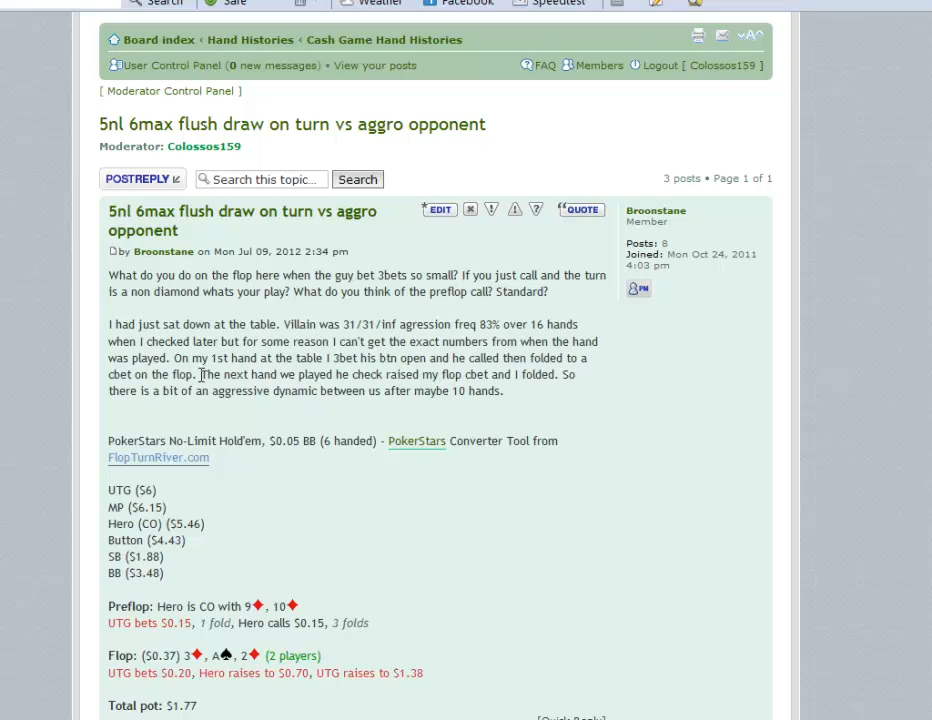 Search Safe Weather Facebook Speedtest
Board index ‹ Hand Histories ‹ Cash Game Hand Histories
User Control Panel (0 new messages) • View your posts FAQ Members Logout [ Colossos159 ]
[ Moderator Control Panel ]
5nl 6max flush draw on turn vs aggro opponent
Moderator: Colossos159
POSTREPLY Search this topic... Search 3 posts • Page 1 of 1
5nl 6max flush draw on turn vs aggro
opponent
EDIT QUOTE
by Broonstane on Mon Jul 09, 2012 2:34 pm
What do you do on the flop here when the guy bet 3bets so small? If you just call and the turn
is a non diamond whats your play? What do you think of the preflop call? Standard?
I had just sat down at the table. Villain was 31/31/inf agression freq 83% over 16 hands
when I checked later but for some reason I can't get the exact numbers from when the hand
was played. On my 1st hand at the table I 3bet his btn open and he called then folded to a
cbet on the flop. The next hand we played he check raised my flop cbet and I folded. So
there is a bit of an aggressive dynamic between us after maybe 10 hands.
PokerStars No-Limit Hold'em, $0.05 BB (6 handed) - PokerStars Converter Tool from
FlopTurnRiver.com
UTG ($6)
MP ($6.15)
Hero (CO) ($5.46)
Button ($4.43)
SB ($1.88)
BB ($3.48)
Preflop: Hero is CO with 9♦, 10♦
UTG bets $0.15, 1 fold, Hero calls $0.15, 3 folds
Flop: ($0.37) 3♦, A♠, 2♦ (2 players)
UTG bets $0.20, Hero raises to $0.70, UTG raises to $1.38
Total pot: $1.77
[Quick Reply]
Broonstane
Member
Posts: 8
Joined: Mon Oct 24, 2011
4:03 pm
PM